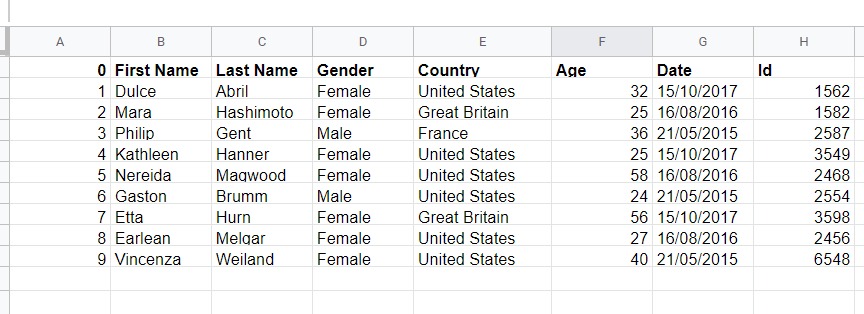 A B C D E F G H
0 First Name Last Name Gender Country Age Date Id
1 Dulce Abril Female United States 32 15/10/2017 1562
2 Mara Hashimoto Female Great Britain 25 16/08/2016 1582
3 Philip Gent Male France 36 21/05/2015 2587
4 Kathleen Hanner Female United States 25 15/10/2017 3549
5 Nereida Magwood Female United States 58 16/08/2016 2468
6 Gaston Brumm Male United States 24 21/05/2015 2554
7 Etta Hurn Female Great Britain 56 15/10/2017 3598
8 Earlean Melgar Female United States 27 16/08/2016 2456
9 Vincenza Weiland Female United States 40 21/05/2015 6548